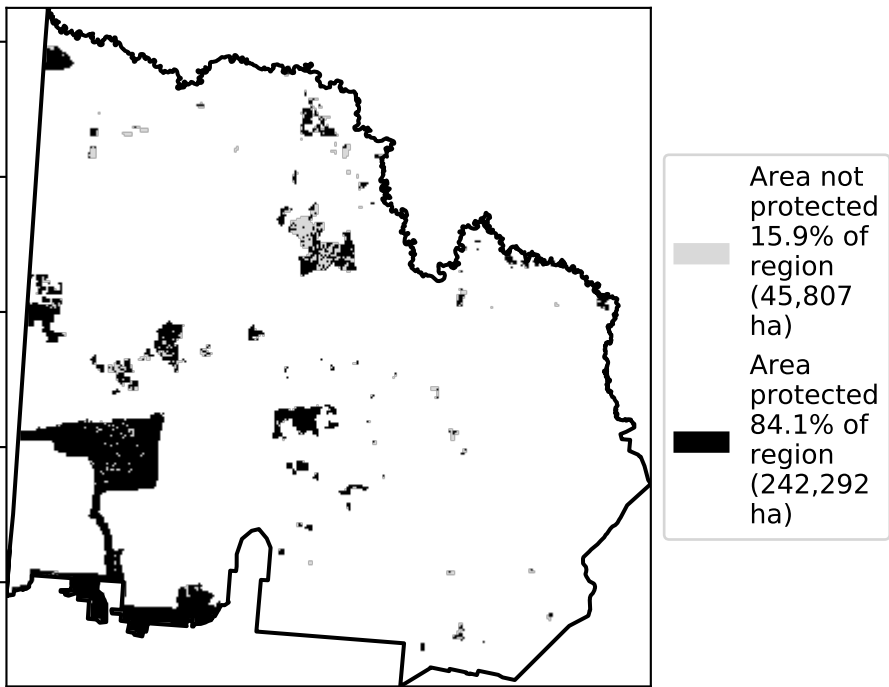 Area not
protected
15.9% of
region
(45,807
ha)
Area
protected
84.1% of
region
(242,292
ha)